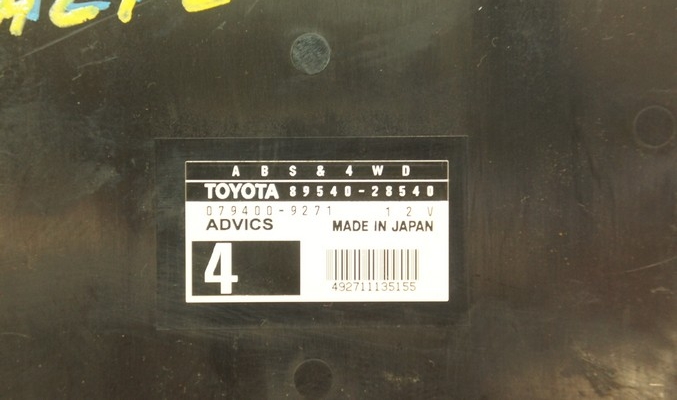 ABS&4WD
TOYOTA 89540-28540
079400-9271 12V
ADVICS MADE IN JAPAN
4
492711135155